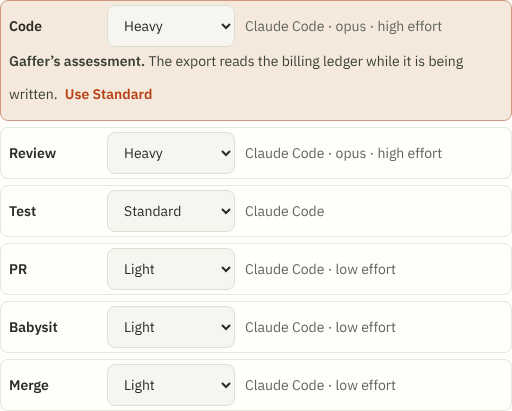 Code Heavy Claude Code · opus · high effort
Gaffer’s assessment. The export reads the billing ledger while it is being
written. Use Standard
Review Heavy Claude Code · opus · high effort
Test Standard Claude Code
PR Light Claude Code · low effort
Babysit Light Claude Code · low effort
Merge Light Claude Code · low effort